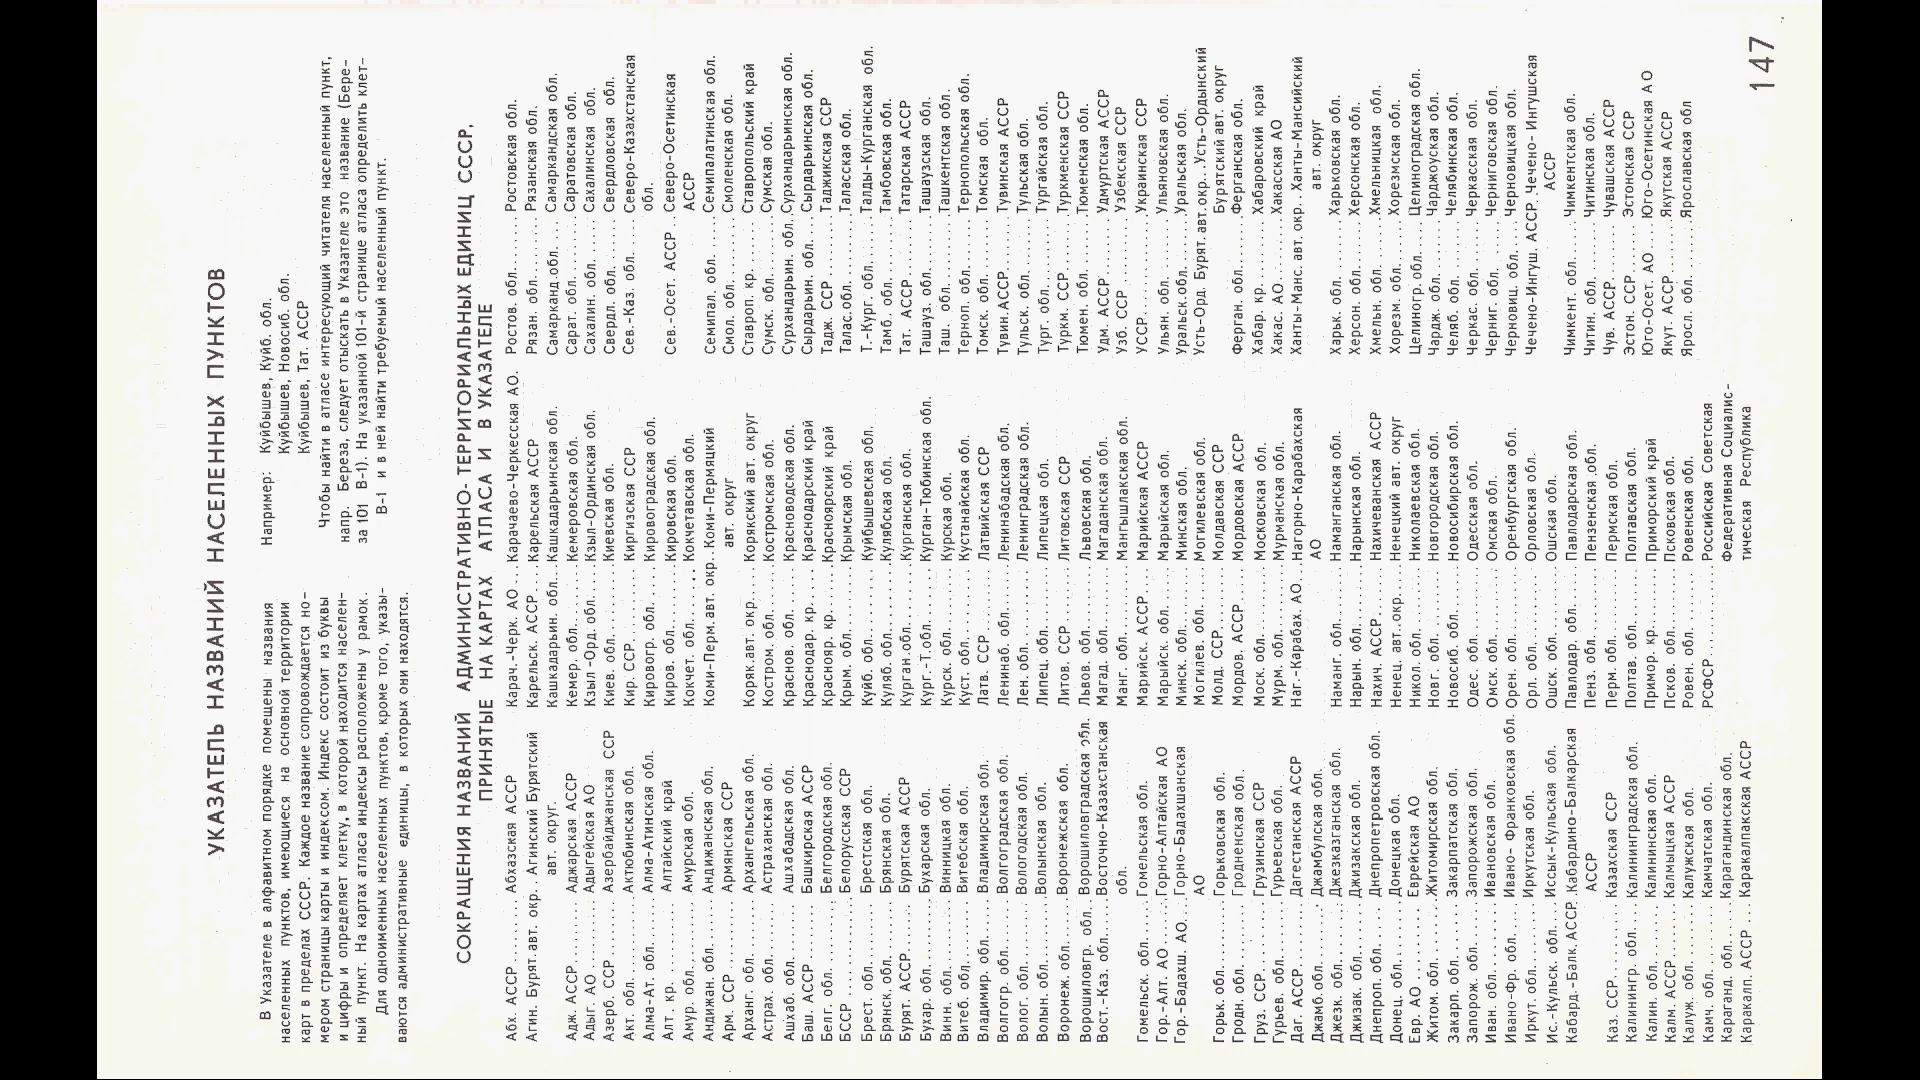 УКАЗАТЕЛЬ НАЗВАНИЙ НАСЕЛЕННЫХ ПУНКТОВ
В Указателе в алфавитном порядке помещены названия
населенных пунктов, имеющиеся на основной территории
карт в пределах СССР. Каждое название сопровождается но-
мером страницы карты и индексом. Индекс состоит из буквы
и цифры и определяет клетку, в которой находится населен-
ный пункт. На картах атласа индексы расположены у рамок.
Для одноименных населенных пунктов, кроме того, указы-
ваются административные единицы, в которых они находятся.
Например: Куйбышев, Куйб. обл.
Куйбышев, Новосиб. обл.
Куйбышев, Тат. АССР
Чтобы найти в атласе интересующий читателя населенный пункт,
напр. Береза, следует отыскать в Указателе это название (Бере-
за 101 В-1). На указанной 101-й странице атласа определить клет-
В-1 и в ней найти требуемый населенный пункт.
СОКРАЩЕНИЯ НАЗВАНИЙ АДМИНИСТРАТИВНО-ТЕРРИТОРИАЛЬНЫХ ЕДИНИЦ СССР,
ПРИНЯТЫЕ НА КАРТАХ АТЛАСА И В УКАЗАТЕЛЕ
Абх. АССР ........ Абхазская АССР
Агин. Бурят. авт. окр. . Агинский Бурятский
авт. округ.
Адж. АССР ........ Аджарская АССР
Адыг. АО ........ Адыгейская АО
Азерб. ССР ....... Азербайджанская ССР
Акт. обл. ........ Актюбинская обл.
Алма-Ат. обл. .... Алма-Атинская обл.
Алт. кр. ........ Алтайский край
Амур. обл. ....... Амурская обл.
Андижан. обл. .... Андижанская обл.
Арм. ССР ........ Армянская ССР
Арханг. обл. ..... Архангельская обл.
Астрах. обл. ..... Астраханская обл.
Ашхаб. обл. ..... Ашхабадская обл.
Баш. АССР ....... Башкирская АССР
Белг. обл. ....... Белгородская обл.
БССР ........... Белорусская ССР
Брест. обл. ...... Брестская обл.
Брянск. обл. ..... Брянская обл.
Бурят. АССР ..... Бурятская АССР
Бухар. обл. ...... Бухарская обл.
Винн. обл. ....... Винницкая обл.
Витеб. обл. ...... Витебская обл.
Владимир. обл. ... Владимирская обл.
Волгогр. обл. .... Волгоградская обл.
Волог. обл. ...... Вологодская обл.
Волын. обл. ...... Волынская обл.
Воронеж. обл. .... Воронежская обл.
Ворошиловгр. обл. .. Ворошиловградская обл.
Вост.-Каз. обл. ... Восточно-Казахстанская
обл.
Гомельск. обл. .... Гомельская обл.
Гор.-Алт. АО .... Горно-Алтайская АО
Гор.-Бадахш. АО .. Горно-Бадахшанская
АО
Горьк. обл. ...... Горьковская обл.
Гродн. обл. ...... Гродненская обл.
Груз. ССР ....... Грузинская ССР
Гурьев. обл. ..... Гурьевская обл.
Даг. АССР ....... Дагестанская АССР
Джамб. обл. ...... Джамбулская обл.
Джезк. обл. ..... Джезказганская обл.
Джизак. обл. ..... Джизакская обл.
Днепроп. обл. .... Днепропетровская обл.
Донец. обл. ...... Донецкая обл.
Евр. АО ........ Еврейская АО
Житом. обл. ..... Житомирская обл.
Закарп. обл. ..... Закарпатская обл.
Запорож. обл. .... Запорожская обл.
Иван. обл. ....... Ивановская обл.
Ивано-Фр. обл. ... Ивано-Франковская обл.
Иркут. обл. ...... Иркутская обл.
Ис.-Кульск. обл. .. Иссык-Кульская обл.
Кабард.-Балк. АССР . Кабардино-Балкарская
АССР
Каз. ССР ........ Казахская ССР
Калинингр. обл. ... Калининградская обл.
Калин. обл. ...... Калининская обл.
Калм. АССР ...... Калмыцкая АССР
Калуж. обл. ..... Калужская обл.
Камч. обл. ....... Камчатская обл.
Караганд. обл. .... Карагандинская обл.
Каракалп. АССР ... Каракалпакская АССР
Карач.-Черк. АО .. Карачаево-Черкесская АО.
Карельск. АССР ... Карельская АССР
Кашкадарьин. обл. . Кашкадарьинская обл.
Кемер. обл. ...... Кемеровская обл.
Кзыл-Орд. обл. ... Кзыл-Ординская обл.
Киев. обл. ....... Киевская обл.
Кир. ССР ........ Киргизская ССР
Кировогр. обл. ... Кировоградская обл.
Киров. обл. ...... Кировская обл.
Кокчет. обл. ..... Кокчетавская обл.
Коми-Перм. авт. окр. . Коми-Пермяцкий
авт. округ
Коряк. авт. окр. ... Корякский авт. округ
Костром. обл. .... Костромская обл.
Краснов. обл. .... Красноводская обл.
Краснодар. кр. .... Краснодарский край
Краснояр. кр. .... Красноярский край
Крым. обл. ...... Крымская обл.
Куйб. обл. ....... Куйбышевская обл.
Куляб. обл. ...... Кулябская обл.
Курган. обл. ..... Курганская обл.
Кург.-Т. обл. ..... Курган-Тюбинская обл.
Курск. обл. ...... Курская обл.
Куст. обл. ....... Кустанайская обл.
Латв. ССР ....... Латвийская ССР
Ленинаб. обл. .... Ленинабадская обл.
Лен. обл. ........ Ленинградская обл.
Липец. обл. ...... Липецкая обл.
Литов. ССР ...... Литовская ССР
Львов. обл. ...... Львовская обл.
Магад. обл. ...... Магаданская обл.
Манг. обл. ....... Мангышлакская обл.
Марийск. АССР ... Марийская АССР
Марыйск. обл. .... Марыйская обл.
Минск. обл. ...... Минская обл.
Могилев. обл. .... Могилевская обл.
Молд. ССР ....... Молдавская ССР
Мордов. АССР .... Мордовская АССР
Моск. обл. ....... Московская обл.
Мурм. обл. ...... Мурманская обл.
Наг.-Карабах. АО .. Нагорно-Карабахская
АО
Наманг. обл. ..... Наманганская обл.
Нарын. обл. ...... Нарынская обл.
Нахич. АССР ..... Нахичеванская АССР
Ненец. авт. окр. ... Ненецкий авт. округ
Никол. обл. ...... Николаевская обл.
Новг. обл. ....... Новгородская обл.
Новосиб. обл. .... Новосибирская обл.
Одес. обл. ....... Одесская обл.
Омск. обл. ....... Омская обл.
Орен. обл. ....... Оренбургская обл.
Орл. обл. ....... Орловская обл.
Ошск. обл. ...... Ошская обл.
Павлодар. обл. ... Павлодарская обл.
Пенз. обл. ....... Пензенская обл.
Перм. обл. ....... Пермская обл.
Полтав. обл. ..... Полтавская обл.
Примор. кр. ...... Приморский край
Псков. обл. ...... Псковская обл.
Ровен. обл. ...... Ровенская обл.
РСФСР .......... Российская Советская
Федеративная Социалис-
тическая Республика
Ростов. обл. ...... Ростовская обл.
Рязан. обл. ....... Рязанская обл.
Самарканд. обл. ... Самаркандская обл.
Сарат. обл. ...... Саратовская обл.
Сахалин. обл. .... Сахалинская обл.
Свердл. обл. ..... Свердловская обл.
Сев.-Каз. обл. .... Северо-Казахстанская
обл.
Сев.-Осет. АССР .. Северо-Осетинская
АССР
Семипал. обл. .... Семипалатинская обл.
Смол. обл. ....... Смоленская обл.
Ставроп. кр. ..... Ставропольский край
Сумск. обл. ...... Сумская обл.
Сурхандарьин. обл. . Сурхандарьинская обл.
Сырдарьин. обл. .. Сырдарьинская обл.
Тадж. ССР ....... Таджикская ССР
Талас. обл. ...... Таласская обл.
Т.-Кург. обл. ..... Талды-Курганская обл.
Тамб. обл. ...... Тамбовская обл.
Тат. АССР ....... Татарская АССР
Ташауз. обл. ..... Ташаузская обл.
Таш. обл. ....... Ташкентская обл.
Терноп. обл. ..... Тернопольская обл.
Томск. обл. ...... Томская обл.
Тувин. АССР ..... Тувинская АССР
Тульск. обл. ..... Тульская обл.
Тург. обл. ....... Тургайская обл.
Туркм. ССР ...... Туркменская ССР
Тюмен. обл. ...... Тюменская обл.
Удм. АССР ...... Удмуртская АССР
Узб. ССР ........ Узбекская ССР
УССР ........... Украинская ССР
Ульян. обл. ...... Ульяновская обл.
Уральск. обл. ..... Уральская обл.
Усть-Орд. Бурят. авт. окр. .. Усть-Ордынский
Бурятский авт. округ
Ферган. обл. ..... Ферганская обл.
Хабар. кр. ....... Хабаровский край
Хакас. АО ....... Хакасская АО
Ханты-Манс. авт. окр. . Ханты-Мансийский
авт. округ
Харьк. обл. ...... Харьковская обл.
Херсон. обл. ..... Херсонская обл.
Хмельн. обл. ..... Хмельницкая обл.
Хорезм. обл. ..... Хорезмская обл.
Целиногр. обл. ... Целиноградская обл.
Чардж. обл. ..... Чарджоуская обл.
Челяб. обл. ...... Челябинская обл.
Черкас. обл. ..... Черкасская обл.
Черниг. обл. ..... Черниговская обл.
Черновиц. обл. ... Черновицкая обл.
Чечено-Ингуш. АССР . Чечено-Ингушская
АССР
Чимкент. обл. .... Чимкентская обл.
Читин. обл. ...... Читинская обл.
Чув. АССР ....... Чувашская АССР
Эстон. ССР ...... Эстонская ССР
Юго-Осет. АО .... Юго-Осетинская АО
Якут. АССР ...... Якутская АССР
Яросл. обл. ...... Ярославская обл
147